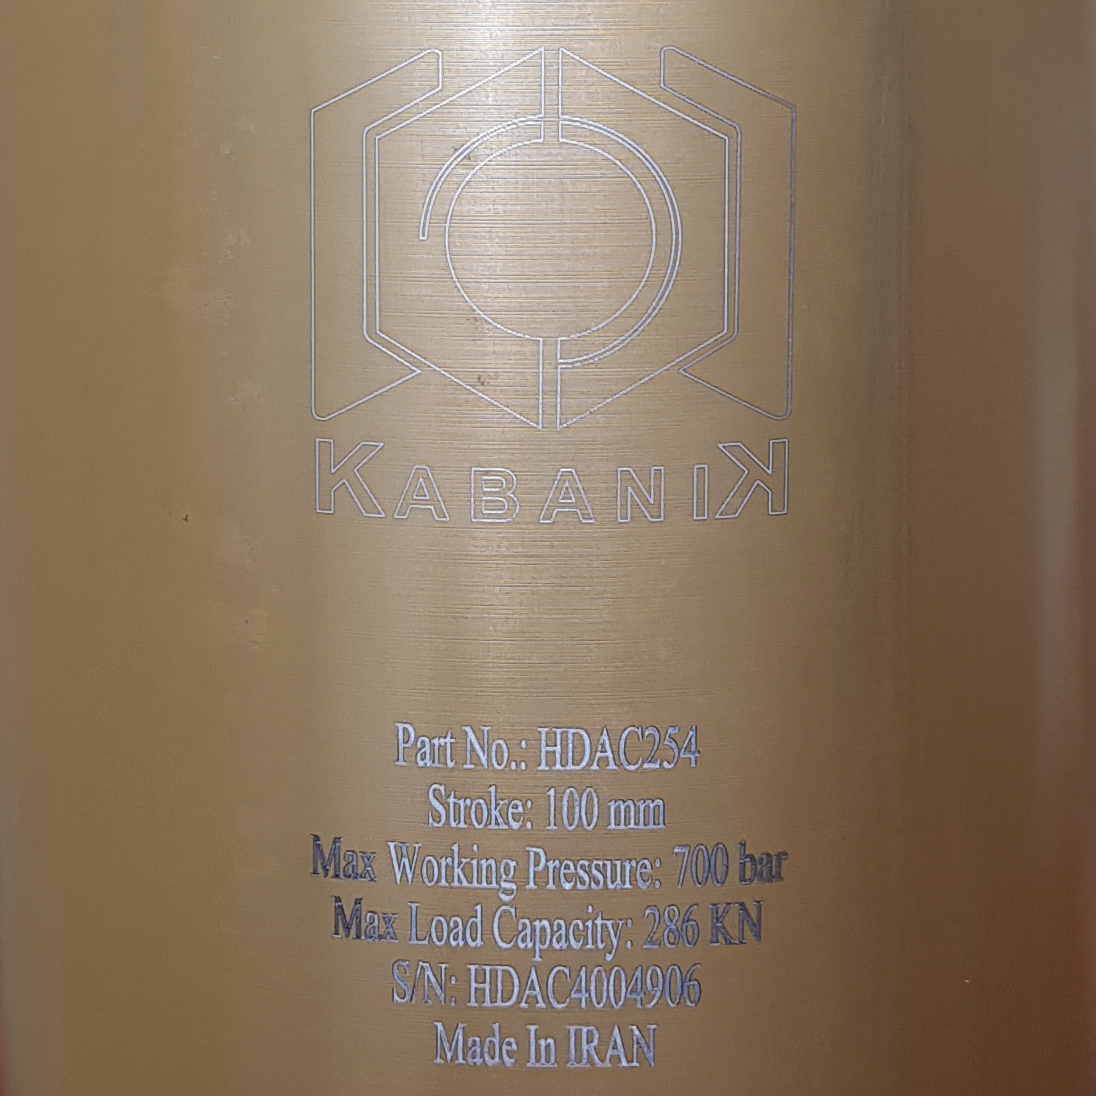 KABANIK
Part No.: HDAC254
Stroke: 100 mm
Max Working Pressure: 700 bar
Max Load Capacity: 286 KN
S/N: HDAC4004906
Made In IRAN